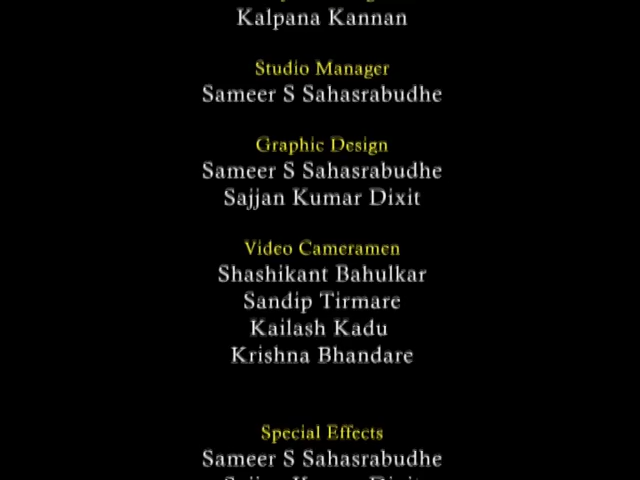 Kalpana Kannan
Studio Manager
Sameer S Sahasrabudhe
Graphic Design
Sameer S Sahasrabudhe
Sajjan Kumar Dixit
Video Cameramen
Shashikant Bahulkar
Sandip Tirmare
Kailash Kadu
Krishna Bhandare
Special Effects
Sameer S Sahasrabudhe